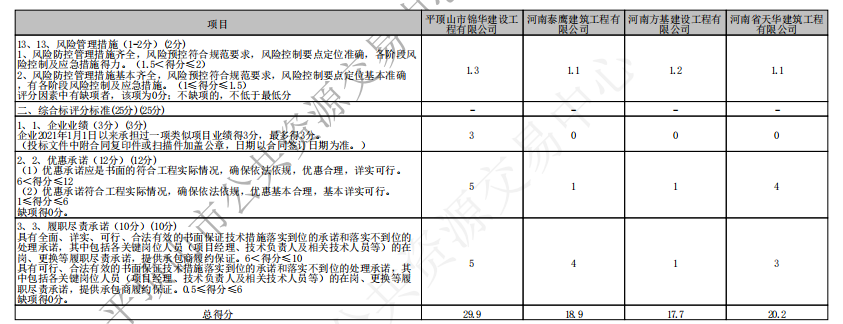 项目 平顶山市锦华建设工程有限公司 河南泰鹰建筑工程有限公司 河南方基建设工程有限公司 河南省天华建筑工程有限公司
13、13、风险管理措施（1-2分）(2分)
1、风险防控管理措施齐全，风险预控符合规范要求，风险控制要点定位准确，各阶段风
险控制及应急措施得力。（1.5<得分≤2）
2、风险防控管理措施基本齐全，风险预控符合规范要求，风险控制要点定位基本准确
，有各阶段风险控制及应急措施。（1≤得分≤1.5）
评分因素中有缺项者，该项为0分；不缺项的，不低于最低分
1.3 1.1 1.2 1.1
二、综合标评分标准(25分)(25分) － － － －
1、1、企业业绩（3分）(3分)
企业2021年1月1日以来承担过一项类似项目业绩得3分，最多得3分。
（投标文件中附合同复印件或扫描件加盖公章，日期以合同签订日期为准。）
3 0 0 0
2、2、优惠承诺（12分）(12分)
（1）优惠承诺应是书面的符合工程实际情况，确保依法依规，优惠合理，详实可行。
6<得分≤12
（2）优惠承诺符合工程实际情况，确保依法依规，优惠基本合理，基本详实可行。
1≤得分≤6
缺项得0分。
5 1 1 4
3、3、履职尽责承诺（10分）(10分)
具有全面、详实、可行、合法有效的书面保证技术措施落实到位的承诺和落实不到位的
处理承诺，其中包括各关键岗位人员（项目经理、技术负责人及相关技术人员等）的在
岗、更换等履职尽责承诺，提供承包商履约保证。6<得分≤10
具有可行、合法有效的书面保证技术措施落实到位的承诺和落实不到位的处理承诺，其
中包括各关键岗位人员（项目经理、技术负责人及相关技术人员等）的在岗、更换等履
职尽责承诺，提供承包商履约保证。0.5≤得分≤6
缺项得0分。
5 4 1 3
总得分 29.9 18.9 17.7 20.2
平顶山市公共资源交易中心